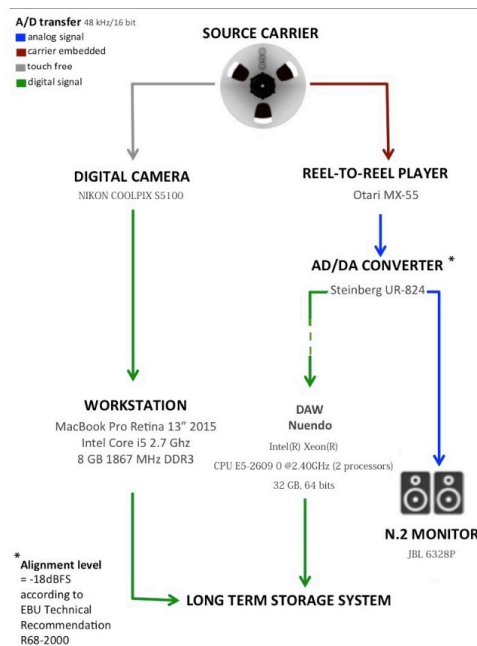 A/D transfer 48 kHz/16 bit
analog signal
carrier embedded
touch free
digital signal
SOURCE CARRIER
DIGITAL CAMERA
NIKON COOLPIX S5100
REEL-TO-REEL PLAYER
Otari MX-55
AD/DA CONVERTER *
Steinberg UR-824
WORKSTATION
MacBook Pro Retina 13” 2015
Intel Core i5 2.7 Ghz
8 GB 1867 MHz DDR3
DAW
Nuendo
Intel(R) Xeon(R)
CPU E5-2609 0 @2.40GHz (2 processors)
32 GB, 64 bits
N.2 MONITOR
JBL 6328P
* Alignment level
= -18dBFS
according to
EBU Technical
Recommendation
R68-2000
LONG TERM STORAGE SYSTEM